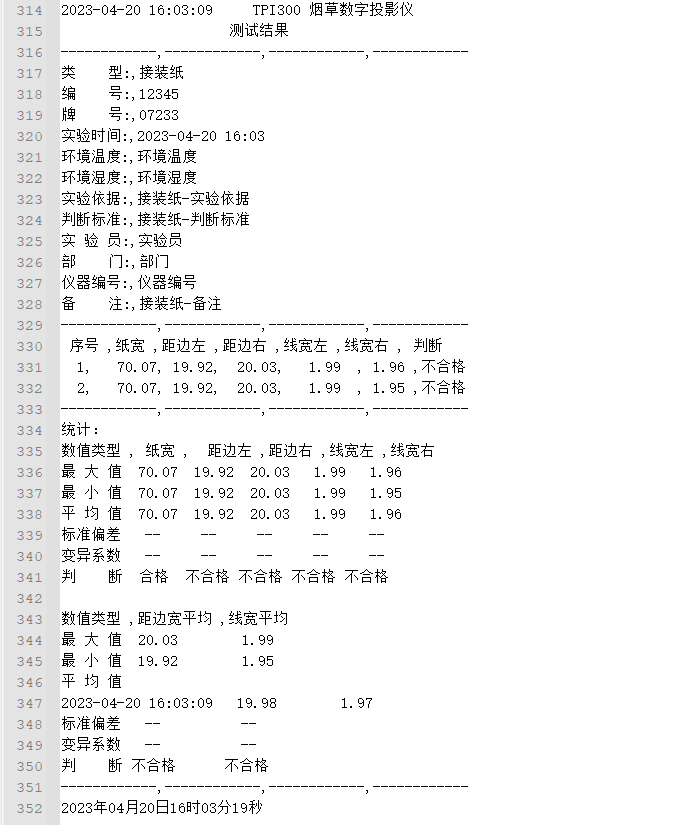 314 2023-04-20 16:03:09     TPI300 烟草数字投影仪
315                      测试结果
316 ------------,------------,------------,------------
317 类    型:,接装纸
318 编    号:,12345
319 牌    号:,07233
320 实验时间:,2023-04-20 16:03
321 环境温度:,环境温度
322 环境湿度:,环境湿度
323 实验依据:,接装纸-实验依据
324 判断标准:,接装纸-判断标准
325 实 验 员:,实验员
326 部    门:,部门
327 仪器编号:,仪器编号
328 备    注:,接装纸-备注
329 ------------,------------,------------,------------
330  序号 ,纸宽 ,距边左 ,距边右 ,线宽左 ,线宽右 , 判断
331   1,   70.07, 19.92,  20.03,   1.99  , 1.96 ,不合格
332   2,   70.07, 19.92,  20.03,   1.99  , 1.95 ,不合格
333 ------------,------------,------------,------------
334 统计:
335 数值类型 , 纸宽 ,  距边左 ,距边右 ,线宽左 ,线宽右
336 最 大 值  70.07  19.92  20.03   1.99   1.96
337 最 小 值  70.07  19.92  20.03   1.99   1.95
338 平 均 值  70.07  19.92  20.03   1.99   1.96
339 标准偏差   --     --     --     --     --
340 变异系数   --     --     --     --     --
341 判    断  合格  不合格 不合格 不合格 不合格
342
343 数值类型 ,距边宽平均 ,线宽平均
344 最 大 值  20.03        1.99
345 最 小 值  19.92        1.95
346 平 均 值
347 2023-04-20 16:03:09   19.98        1.97
348 标准偏差   --          --
349 变异系数   --          --
350 判    断 不合格       不合格
351 ------------,------------,------------,------------
352 2023年04月20日16时03分19秒